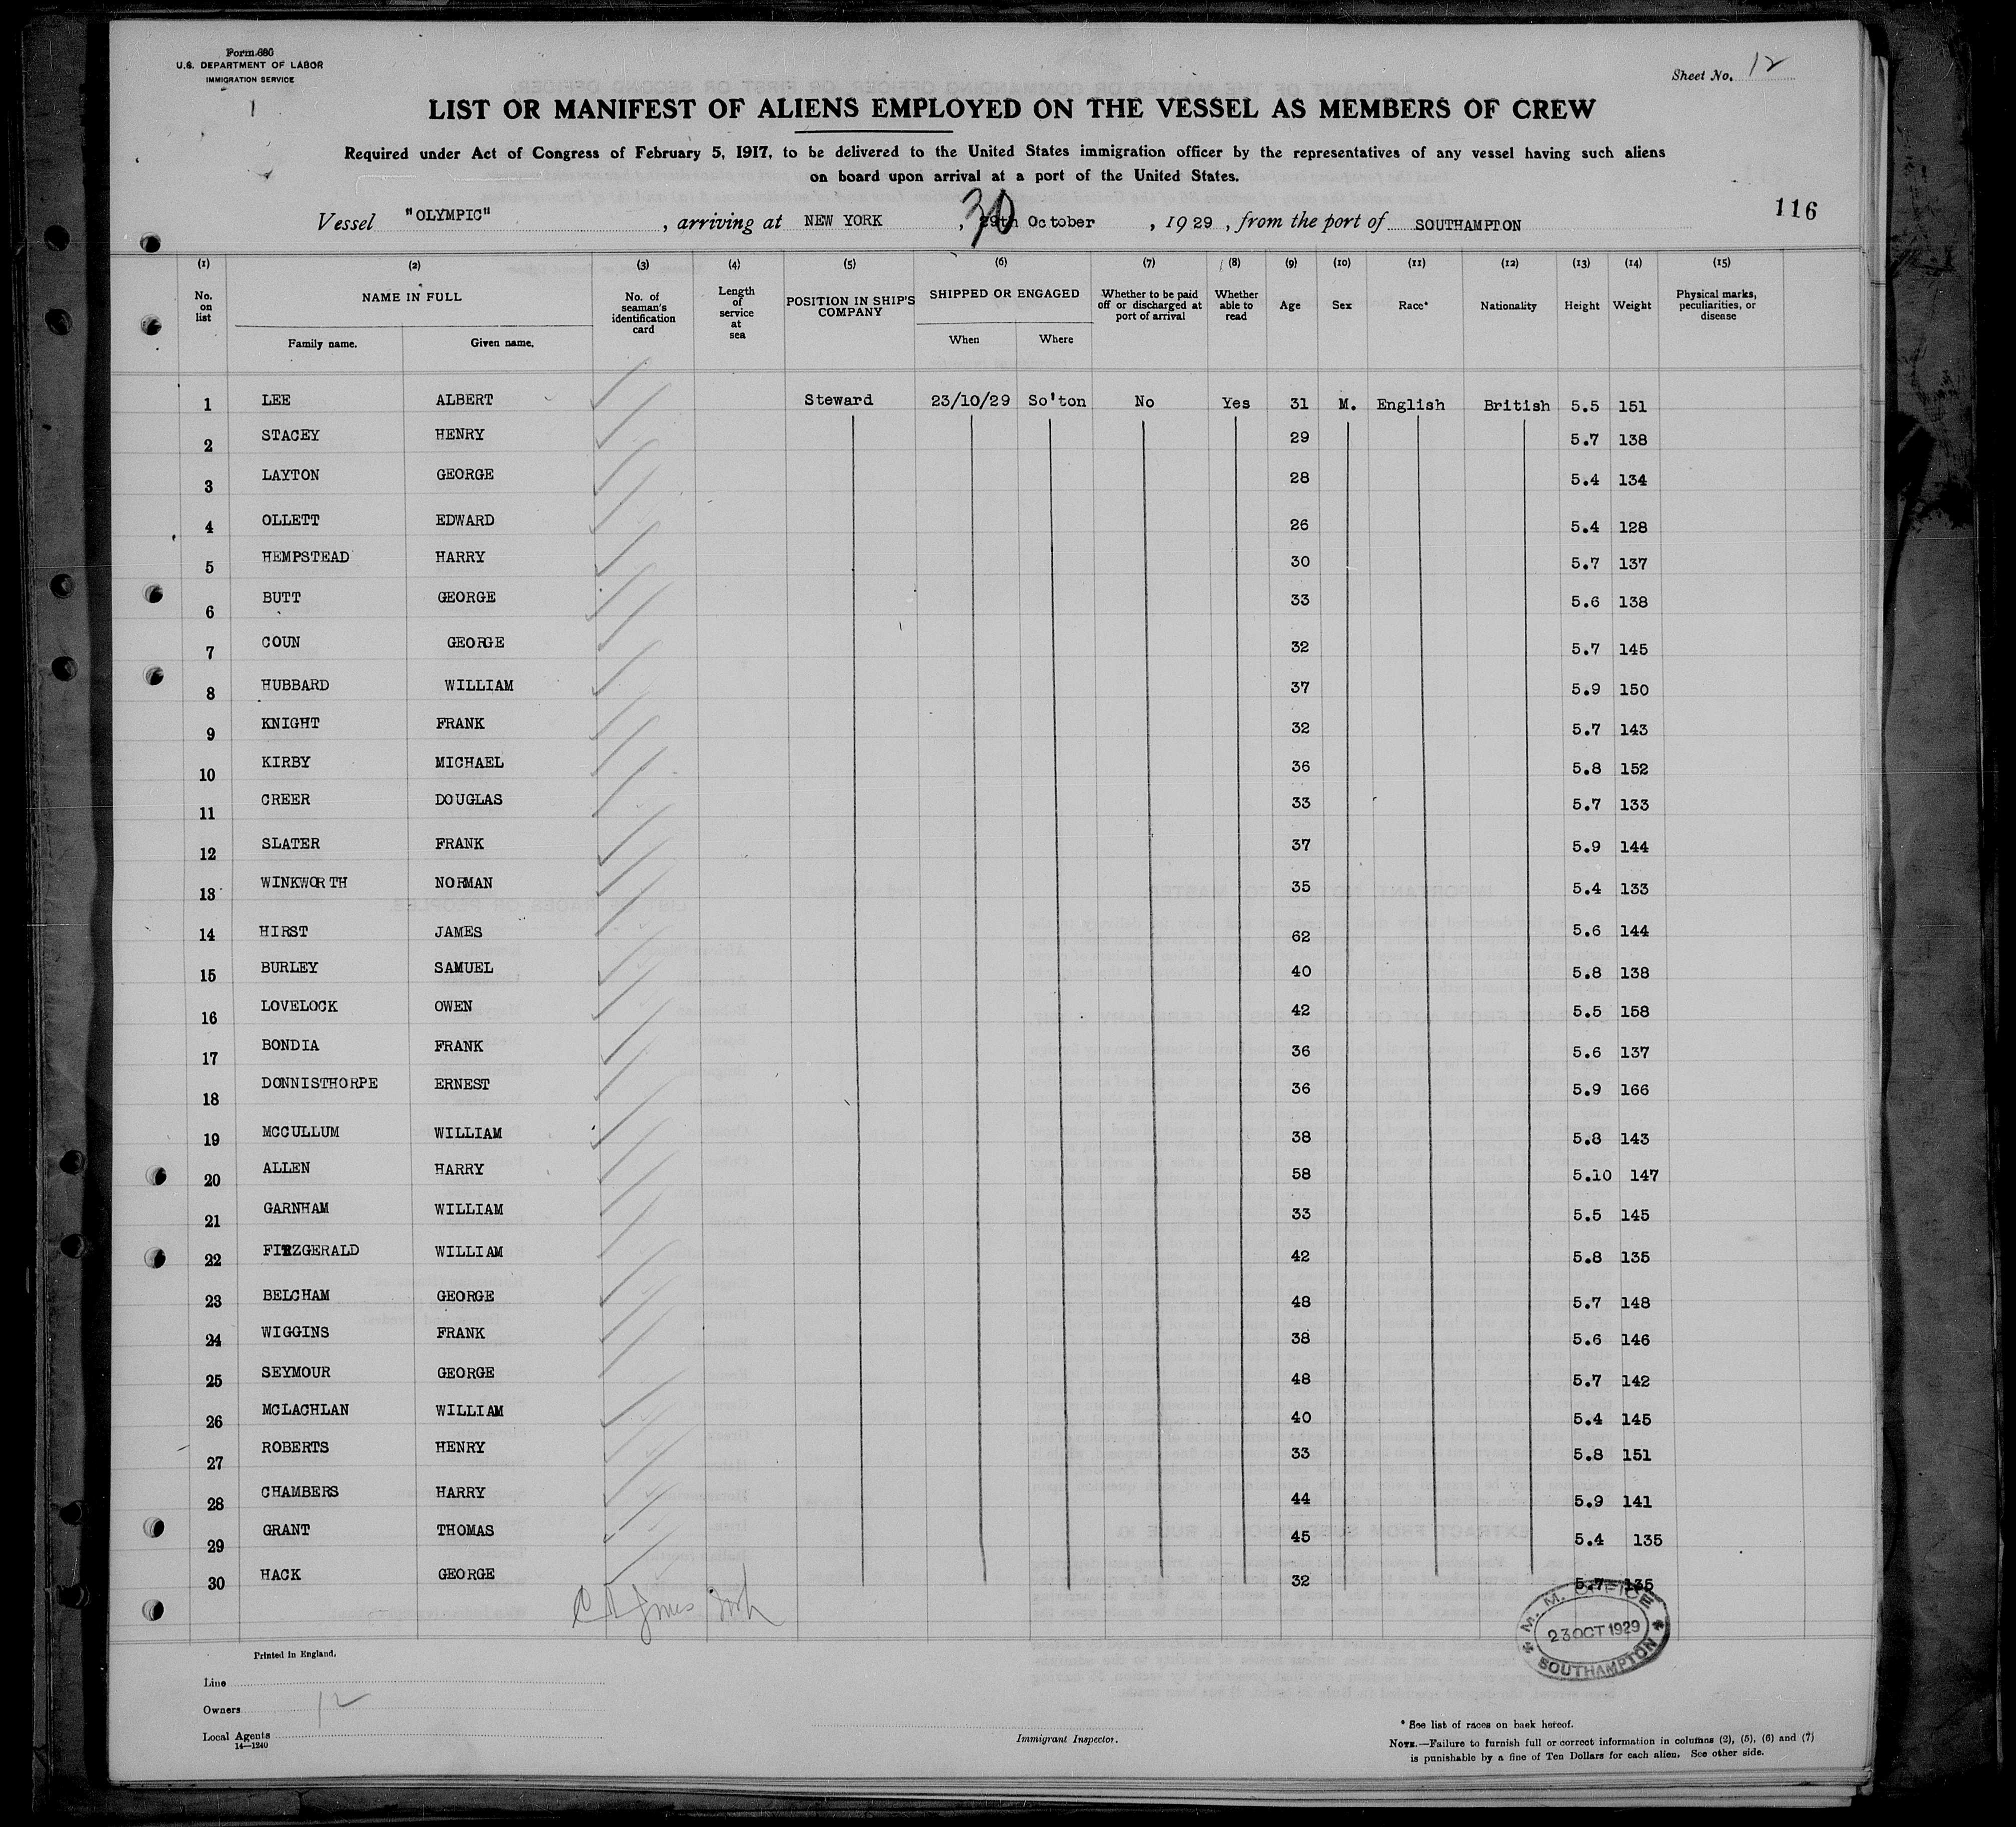 Form 680
U.S. DEPARTMENT OF LABOR
IMMIGRATION SERVICE
Sheet No. 12
LIST OR MANIFEST OF ALIENS EMPLOYED ON THE VESSEL AS MEMBERS OF CREW
Required under Act of Congress of February 5, 1917, to be delivered to the United States immigration officer by the representatives of any vessel having such aliens
on board upon arrival at a port of the United States.
116
Vessel "OLYMPIC", arriving at NEW YORK, 30 29th October, 1929, from the port of SOUTHAMPTON
(1) (2) (3) (4) (5) (6) (7) (8) (9) (10) (11) (12) (13) (14) (15)
No. on list NAME IN FULL Family name. Given name. No. of seaman's identification card Length of service at sea POSITION IN SHIP'S COMPANY SHIPPED OR ENGAGED When Where Whether to be paid off or discharged at port of arrival Whether able to read Age Sex Race* Nationality Height Weight Physical marks, peculiarities, or disease
1 LEE ALBERT Steward 23/10/29 So'ton No Yes 31 M. English British 5.5 151
2 STACEY HENRY 29 5.7 138
3 LAYTON GEORGE 28 5.4 134
4 OLLETT EDWARD 26 5.4 128
5 HEMPSTEAD HARRY 30 5.7 137
6 BUTT GEORGE 33 5.6 138
7 COUN GEORGE 32 5.7 145
8 HUBBARD WILLIAM 37 5.9 150
9 KNIGHT FRANK 32 5.7 143
10 KIRBY MICHAEL 36 5.8 152
11 CREER DOUGLAS 33 5.7 133
12 SLATER FRANK 37 5.9 144
13 WINKWORTH NORMAN 35 5.4 133
14 HIRST JAMES 62 5.6 144
15 BURLEY SAMUEL 40 5.8 138
16 LOVELOCK OWEN 42 5.5 158
17 BONDIA FRANK 36 5.6 137
18 DONNISTHORPE ERNEST 36 5.9 166
19 MCCULLUM WILLIAM 38 5.8 143
20 ALLEN HARRY 58 5.10 147
21 GARNHAM WILLIAM 33 5.5 145
22 FITZGERALD WILLIAM 42 5.8 135
23 BELCHAM GEORGE 48 5.7 148
24 WIGGINS FRANK 38 5.6 146
25 SEYMOUR GEORGE 48 5.7 142
26 MCLACHLAN WILLIAM 40 5.4 145
27 ROBERTS HENRY 33 5.8 151
28 CHAMBERS HARRY 44 5.9 141
29 GRANT THOMAS 45 5.4 135
30 HACK GEORGE 32 5.7 135
M. M. OFFICE
23 OCT 1929
SOUTHAMPTON
Printed in England.
Line
Owners 12
Local Agents
14—1240
Immigrant Inspector.
* See list of races on back hereof.
NOTE.—Failure to furnish full or correct information in columns (2), (5), (6) and (7)
is punishable by a fine of Ten Dollars for each alien. See other side.